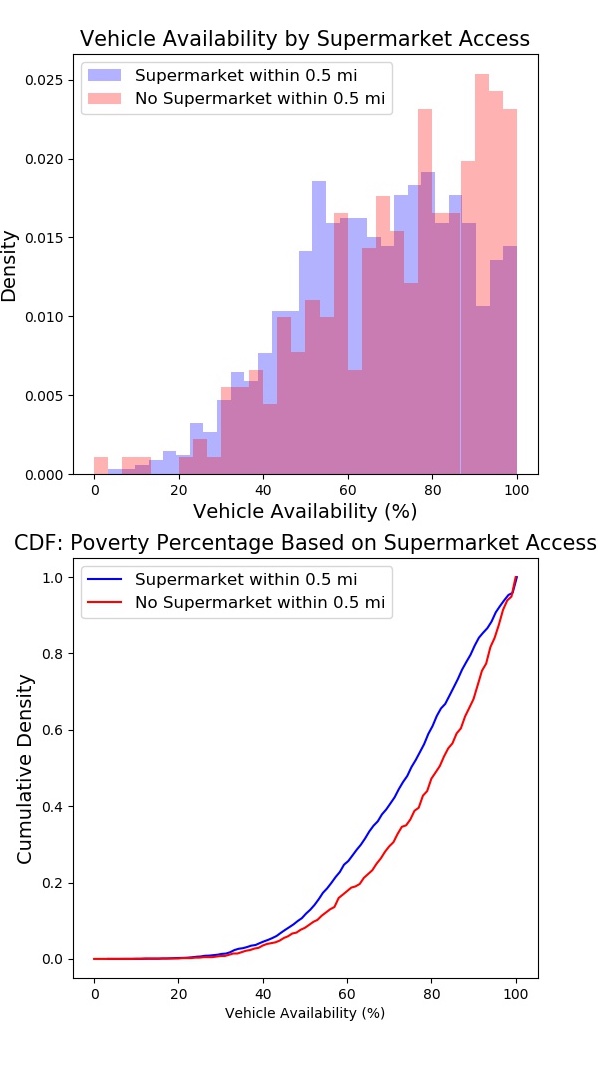 Vehicle Availability by Supermarket Access
Supermarket within 0.5 mi
No Supermarket within 0.5 mi
Density
0.025
0.020
0.015
0.010
0.005
0.000
0 20 40 60 80 100
Vehicle Availability (%)
CDF: Poverty Percentage Based on Supermarket Access
Supermarket within 0.5 mi
No Supermarket within 0.5 mi
Cumulative Density
1.0
0.8
0.6
0.4
0.2
0.0
0 20 40 60 80 100
Vehicle Availability (%)